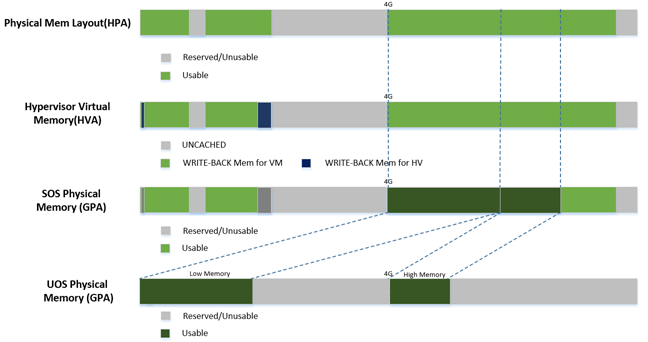 4G
Physical Mem Layout(HPA)
Reserved/Unusable
Usable
4G
Hypervisor Virtual
Memory(HVA)
UNCACHED
WRITE-BACK Mem for VM
WRITE-BACK Mem for HV
4G
SOS Physical
Memory (GPA)
Reserved/Unusable
Usable
Low Memory
4G
High Memory
UOS Physical
Memory (GPA)
Reserved/Unusable
Usable